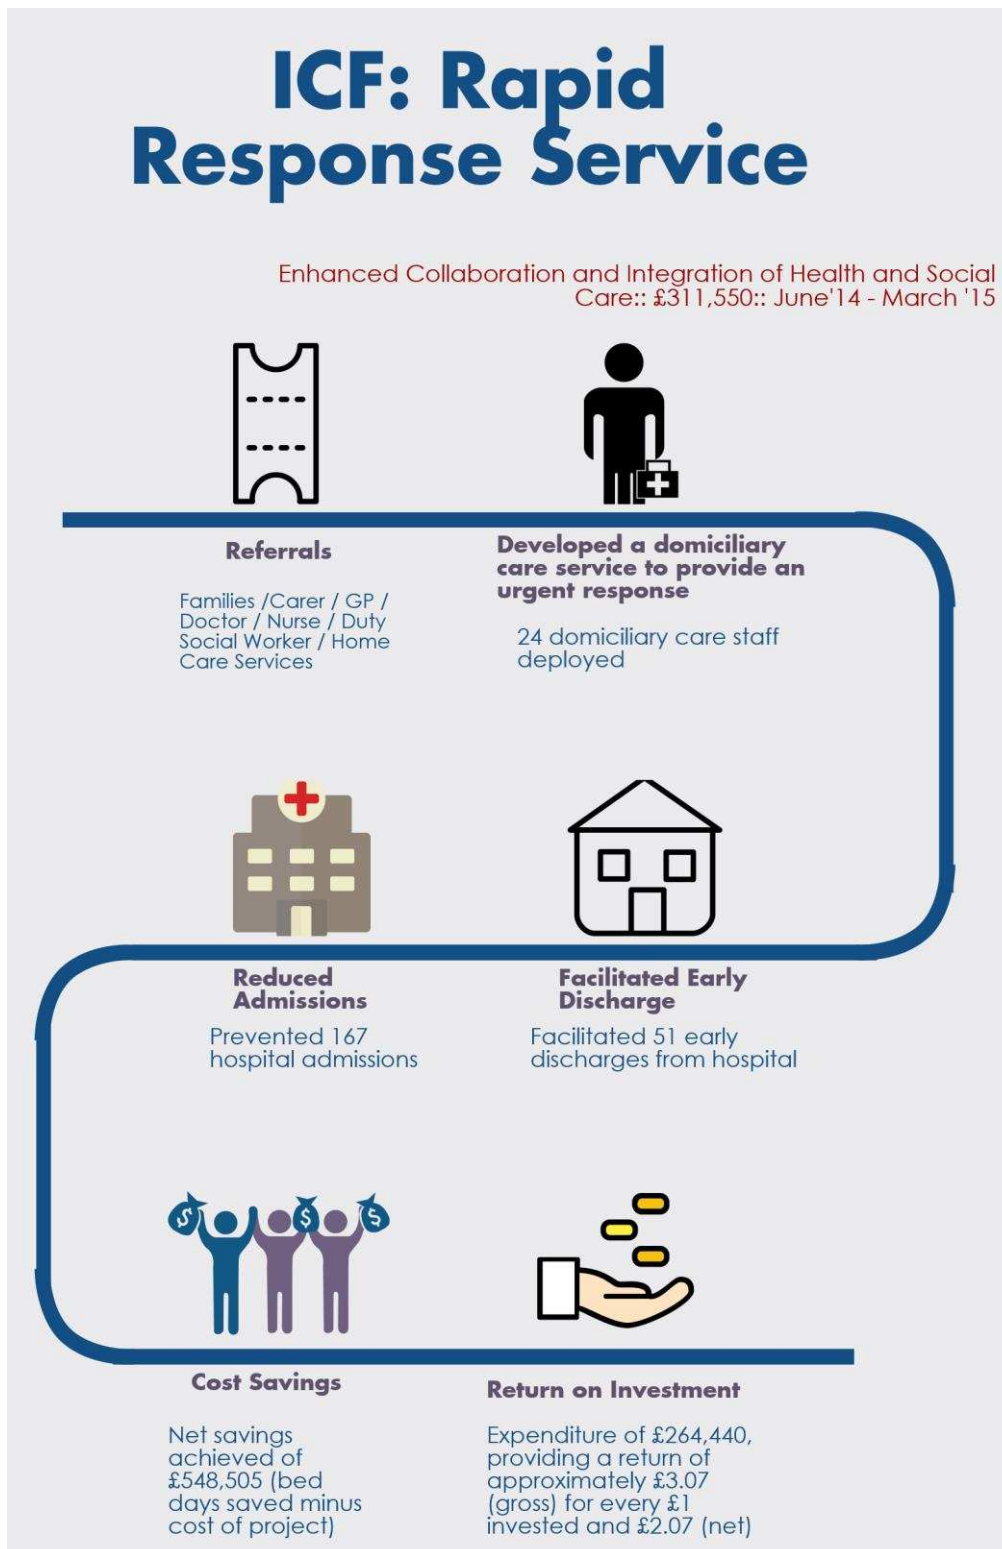 ICF: Rapid
Response Service
Enhanced Collaboration and Integration of Health and Social
Care:: £311,550:: June'14 - March '15
Referrals
Families /Carer / GP /
Doctor / Nurse / Duty
Social Worker / Home
Care Services
Developed a domiciliary
care service to provide an
urgent response
24 domiciliary care staff
deployed
Reduced
Admissions
Prevented 167
hospital admissions
Facilitated Early
Discharge
Facilitated 51 early
discharges from hospital
$ $ $
Cost Savings
Net savings
achieved of
£548,505 (bed
days saved minus
cost of project)
Return on Investment
Expenditure of £264,440,
providing a return of
approximately £3.07
(gross) for every £1
invested and £2.07 (net)